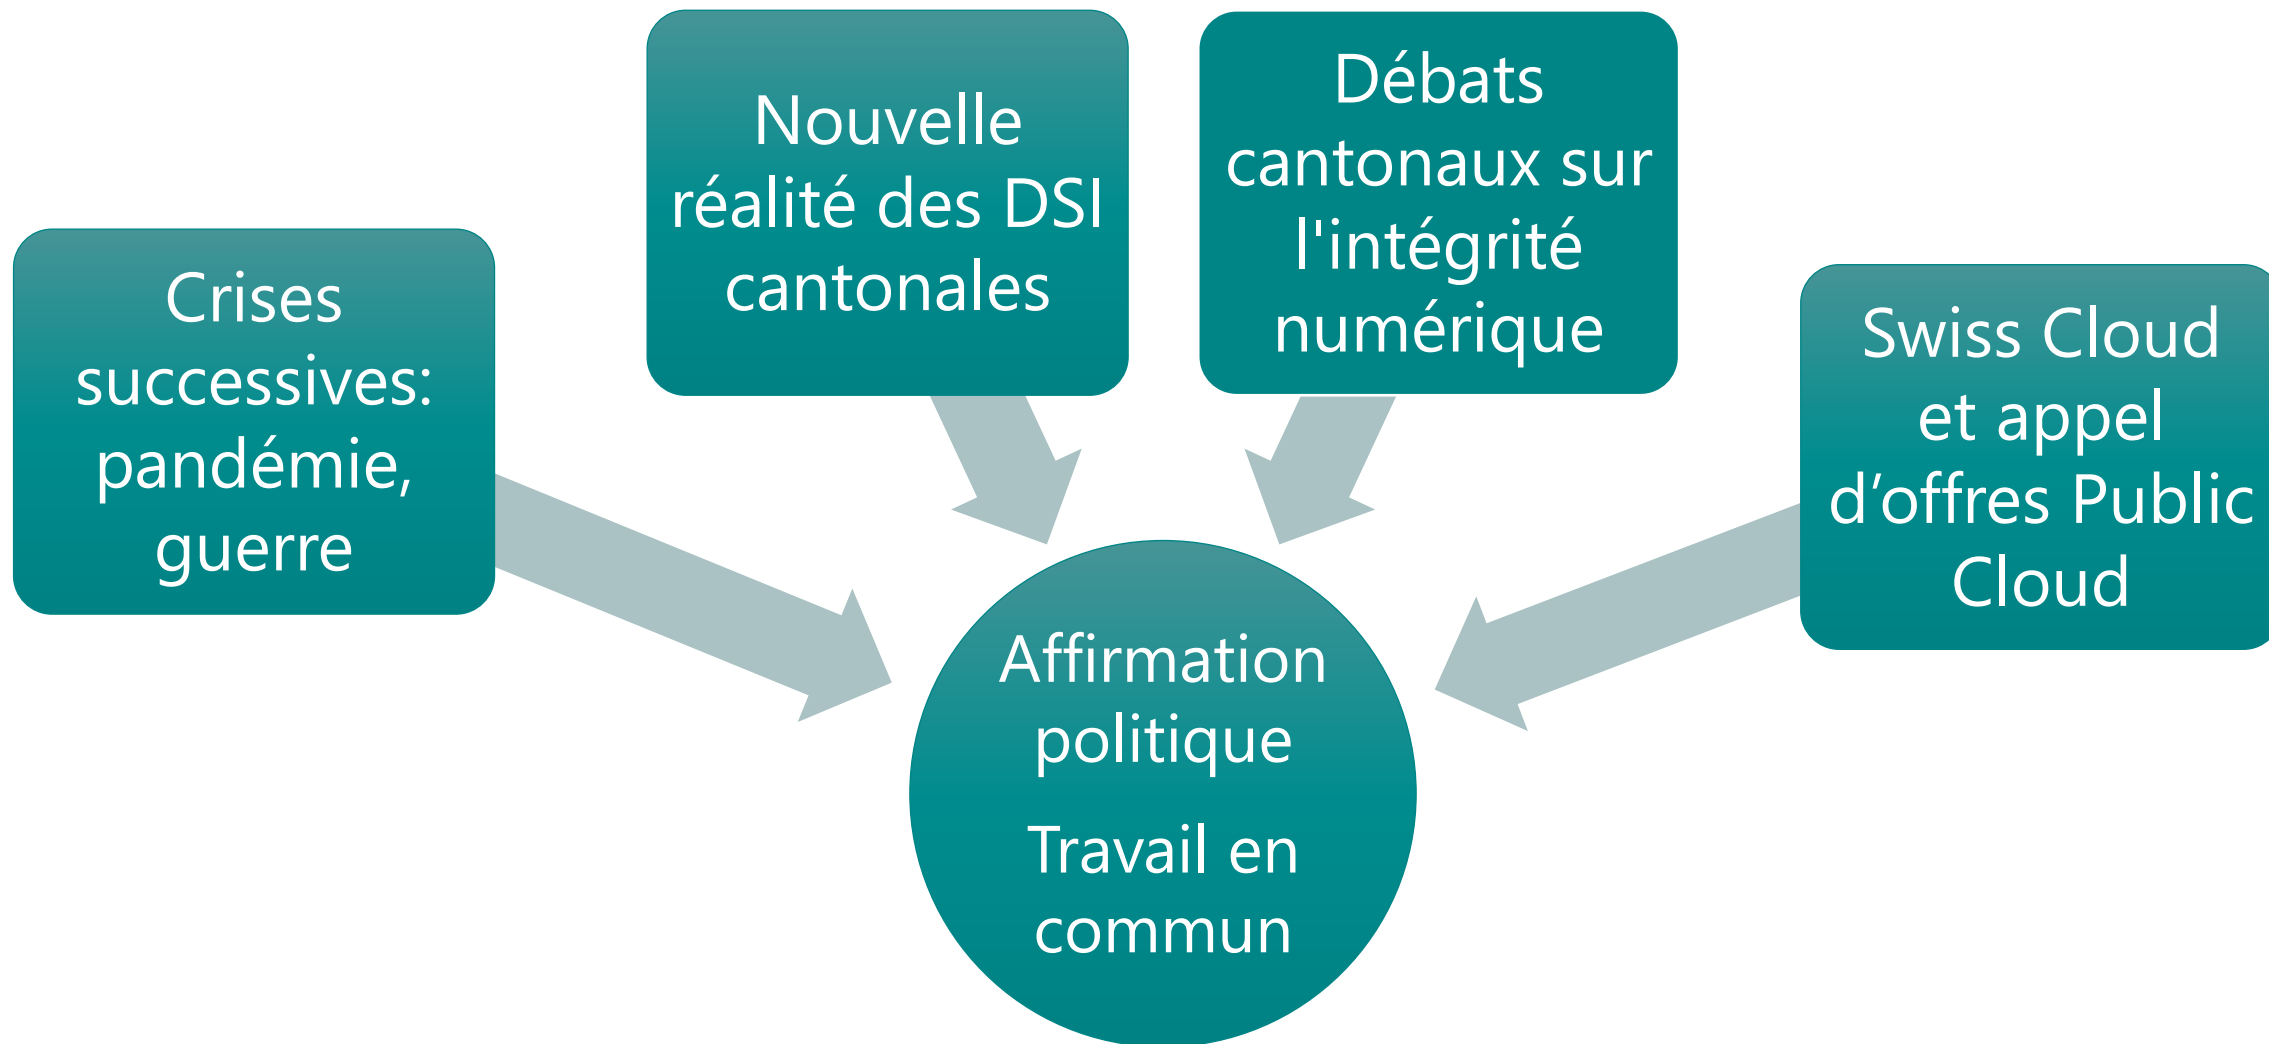 Crises
successives:
pandémie,
guerre
Nouvelle
réalité des DSI
cantonales
Débats
cantonaux sur
l'intégrité
numérique
Swiss Cloud
et appel
d’offres Public
Cloud
Affirmation
politique
Travail en
commun